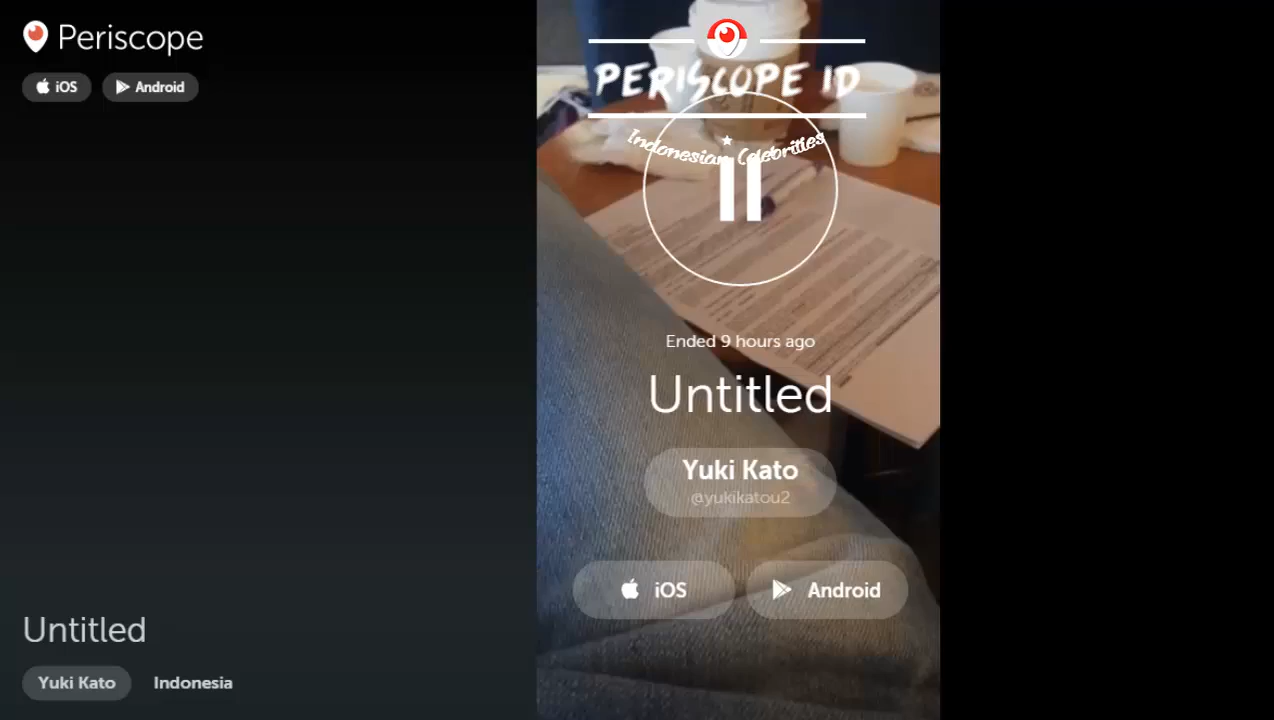 Periscope
iOS
Android
PERISCOPE ID
Indonesian Celebrities
Ended 9 hours ago
Untitled
Yuki Kato
@yukikatou2
iOS
Android
Untitled
Yuki Kato
Indonesia